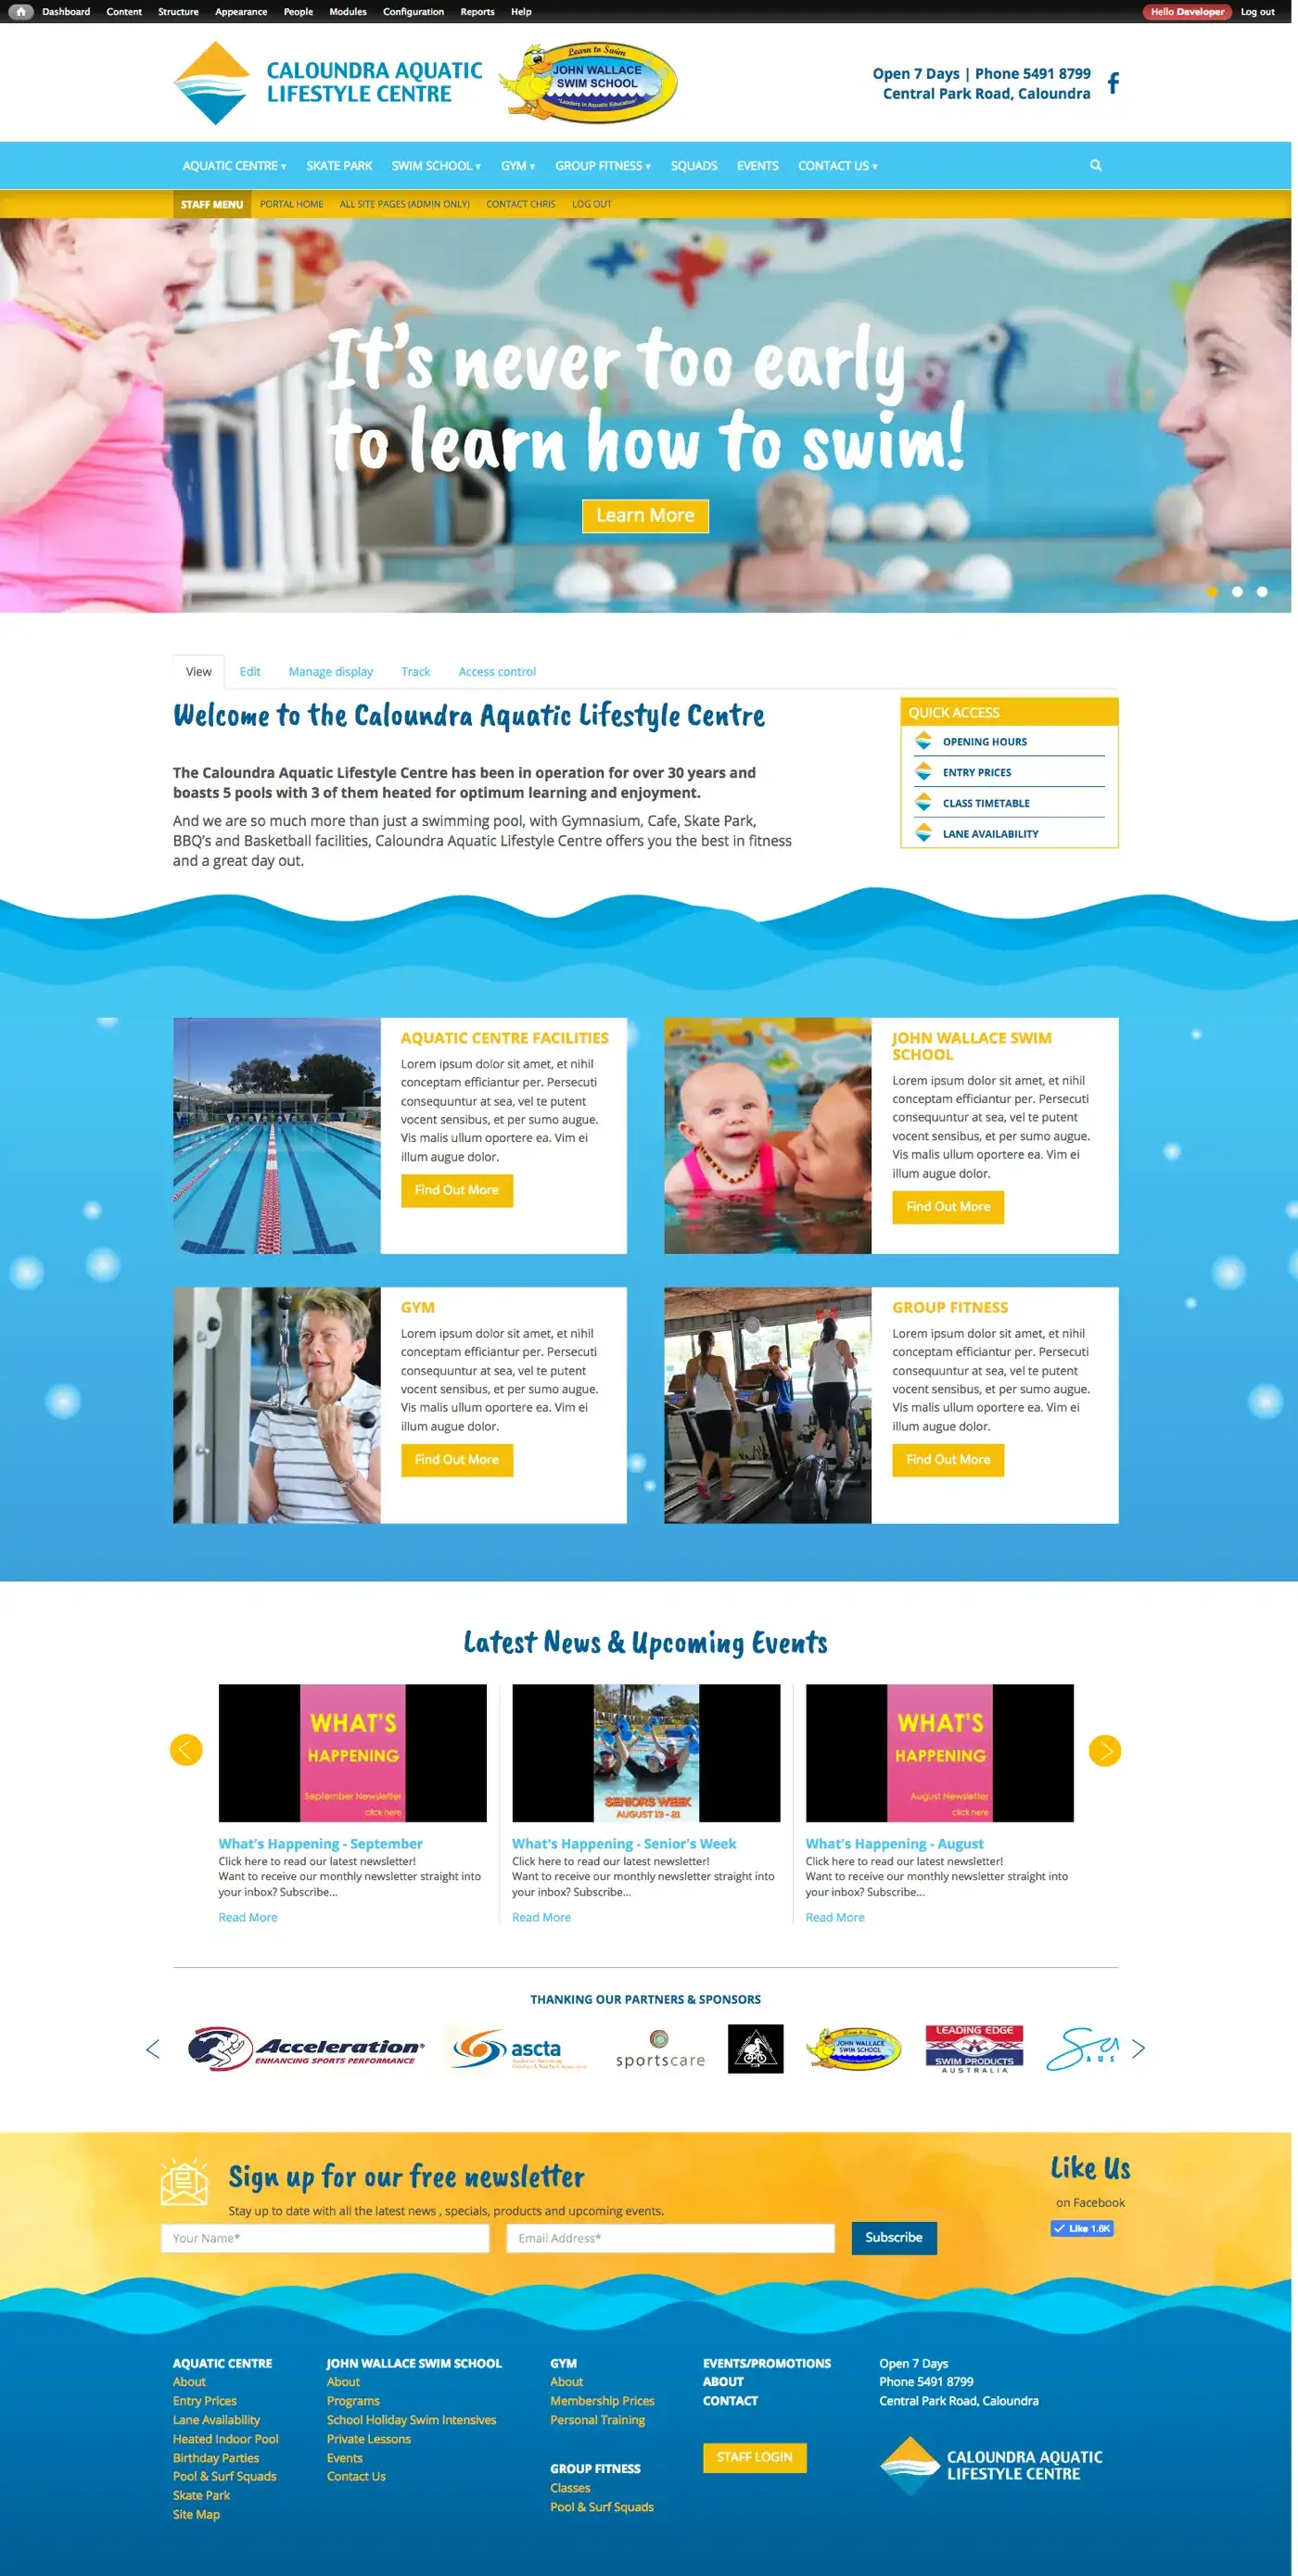 Dashboard Content Structure Appearance People Modules Configuration Reports Help
Hello Developer Log out
CALOUNDRA AQUATIC
LIFESTYLE CENTRE
Learn to Swim
JOHN WALLACE
SWIM SCHOOL
"Leaders in Aquatic Education"
Open 7 Days | Phone 5491 8799
Central Park Road, Caloundra
AQUATIC CENTRE SKATE PARK SWIM SCHOOL GYM GROUP FITNESS SQUADS EVENTS CONTACT US
STAFF MENU PORTAL HOME ALL SITE PAGES (ADMIN ONLY) CONTACT CHRIS LOG OUT
It's never too early
to learn how to swim!
Learn More
View Edit Manage display Track Access control
Welcome to the Caloundra Aquatic Lifestyle Centre
The Caloundra Aquatic Lifestyle Centre has been in operation for over 30 years and
boasts 5 pools with 3 of them heated for optimum learning and enjoyment.
And we are so much more than just a swimming pool, with Gymnasium, Cafe, Skate Park,
BBQ's and Basketball facilities, Caloundra Aquatic Lifestyle Centre offers you the best in fitness
and a great day out.
QUICK ACCESS
OPENING HOURS
ENTRY PRICES
CLASS TIMETABLE
LANE AVAILABILITY
AQUATIC CENTRE FACILITIES
Lorem ipsum dolor sit amet, et nihil
conceptam efficiantur per. Persecuti
consequuntur at sea, vel te putent
vocent sensibus, et per sumo augue.
Vis malis ullum oportere ea. Vim ei
illum augue dolor.
Find Out More
JOHN WALLACE SWIM
SCHOOL
Lorem ipsum dolor sit amet, et nihil
conceptam efficiantur per. Persecuti
consequuntur at sea, vel te putent
vocent sensibus, et per sumo augue.
Vis malis ullum oportere ea. Vim ei
illum augue dolor.
Find Out More
GYM
Lorem ipsum dolor sit amet, et nihil
conceptam efficiantur per. Persecuti
consequuntur at sea, vel te putent
vocent sensibus, et per sumo augue.
Vis malis ullum oportere ea. Vim ei
illum augue dolor.
Find Out More
GROUP FITNESS
Lorem ipsum dolor sit amet, et nihil
conceptam efficiantur per. Persecuti
consequuntur at sea, vel te putent
vocent sensibus, et per sumo augue.
Vis malis ullum oportere ea. Vim ei
illum augue dolor.
Find Out More
Latest News & Upcoming Events
WHAT'S
HAPPENING
September Newsletter
click here
What's Happening - September
Click here to read our latest newsletter!
Want to receive our monthly newsletter straight into
your inbox? Subscribe...
Read More
SENIORS WEEK
AUGUST 13 - 21
What's Happening - Senior's Week
Click here to read our latest newsletter!
Want to receive our monthly newsletter straight into
your inbox? Subscribe...
Read More
WHAT'S
HAPPENING
August Newsletter
click here
What's Happening - August
Click here to read our latest newsletter!
Want to receive our monthly newsletter straight into
your inbox? Subscribe...
Read More
THANKING OUR PARTNERS & SPONSORS
Acceleration
ENHANCING SPORTS PERFORMANCE
ascta
sportscare
JOHN WALLACE
SWIM SCHOOL
LEADING EDGE
SWIM PRODUCTS
AUSTRALIA
Sa
AUS
Sign up for our free newsletter
Stay up to date with all the latest news , specials, products and upcoming events.
Your Name* Email Address* Subscribe
Like Us
on Facebook
Like 1.6K
AQUATIC CENTRE
About
Entry Prices
Lane Availability
Heated Indoor Pool
Birthday Parties
Pool & Surf Squads
Skate Park
Site Map
JOHN WALLACE SWIM SCHOOL
About
Programs
School Holiday Swim Intensives
Private Lessons
Events
Contact Us
GYM
About
Membership Prices
Personal Training
GROUP FITNESS
Classes
Pool & Surf Squads
EVENTS/PROMOTIONS
ABOUT
CONTACT
STAFF LOGIN
Open 7 Days
Phone 5491 8799
Central Park Road, Caloundra
CALOUNDRA AQUATIC
LIFESTYLE CENTRE